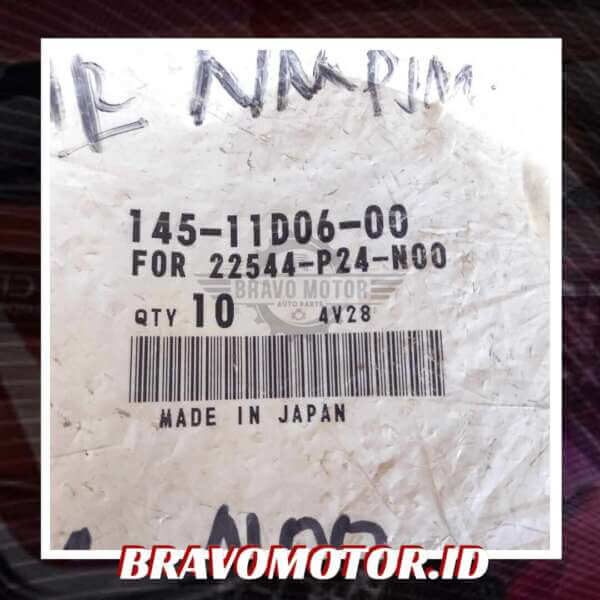 NMPJM
145-11D06-00
FOR 22544-P24-N00
BRAVO MOTOR
AUTO PARTS
QTY 10 4V28
MADE IN JAPAN
BRAVOMOTOR.ID